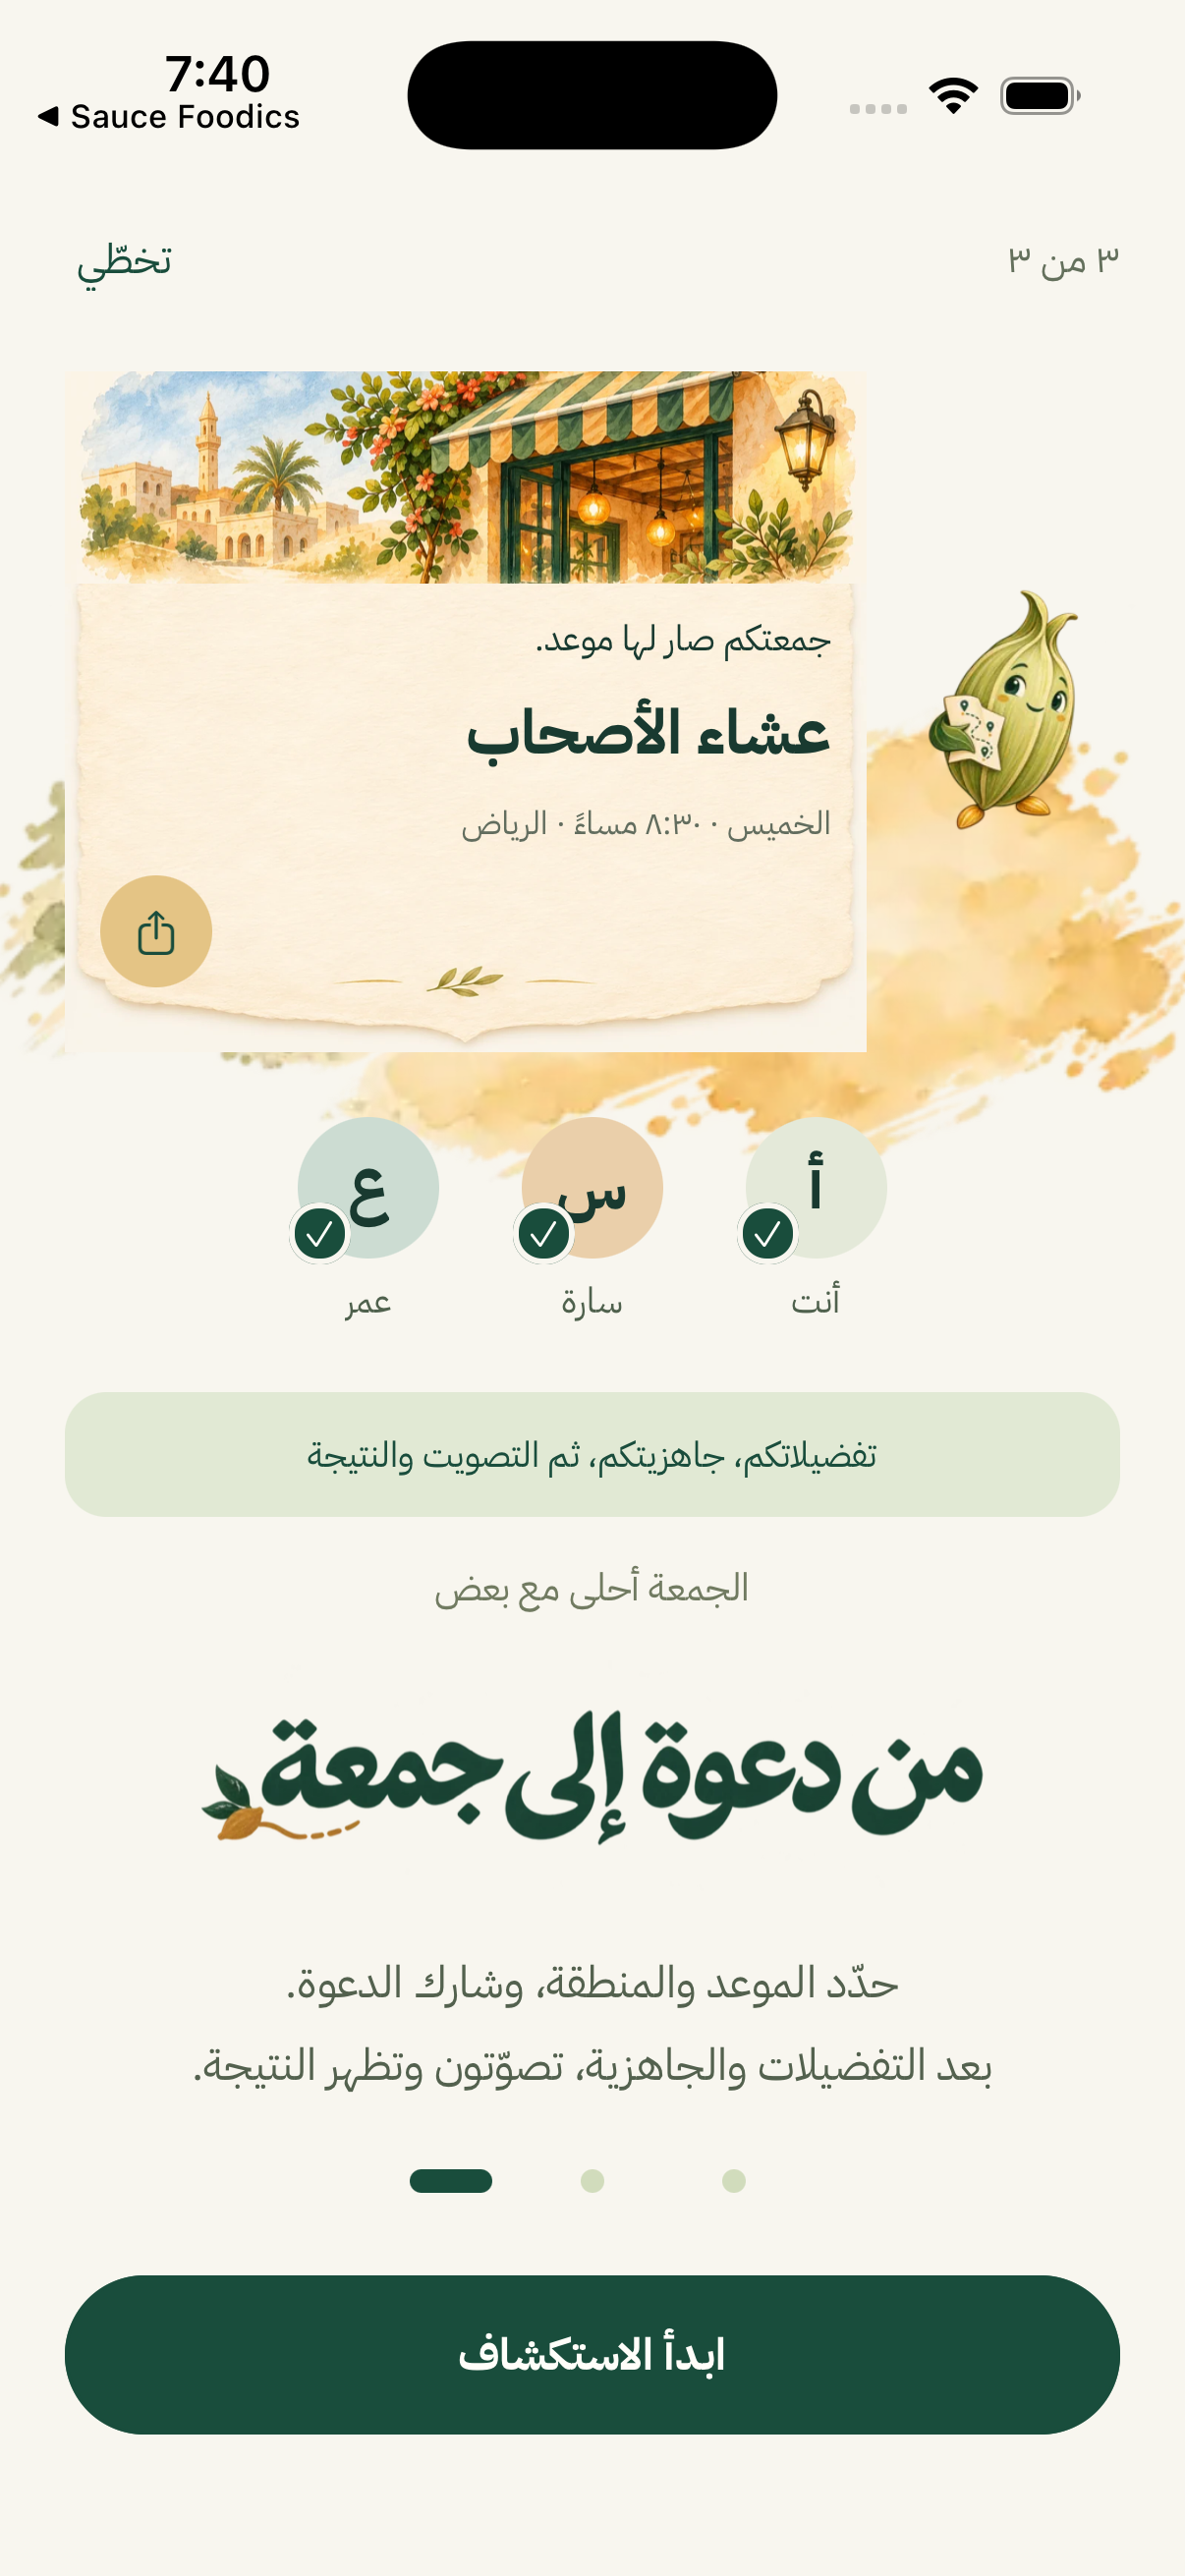 7:40
◀ Sauce Foodics
٣ من ٣
تخطّي
جمعتكم صار لها موعد.
عشاء الأصحاب
الخميس · ٨:٣٠ مساءً · الرياض
أ
س
ع
أنت
سارة
عمر
تفضيلاتكم، جاهزيتكم، ثم التصويت والنتيجة
الجمعة أحلى مع بعض
من دعوة إلى جمعة
حدّد الموعد والمنطقة، وشارك الدعوة.
بعد التفضيلات والجاهزية، تصوّتون وتظهر النتيجة.
ابدأ الاستكشاف